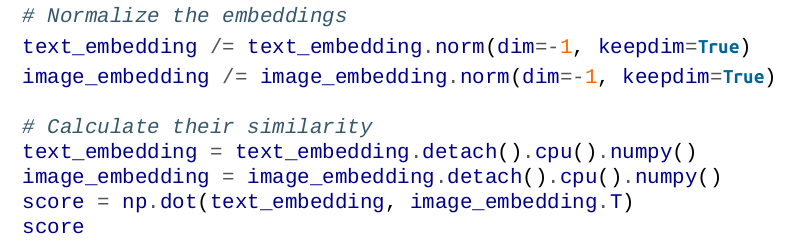 # Normalize the embeddings
text_embedding /= text_embedding.norm(dim=-1, keepdim=True)
image_embedding /= image_embedding.norm(dim=-1, keepdim=True)

# Calculate their similarity
text_embedding = text_embedding.detach().cpu().numpy()
image_embedding = image_embedding.detach().cpu().numpy()
score = np.dot(text_embedding, image_embedding.T)
score